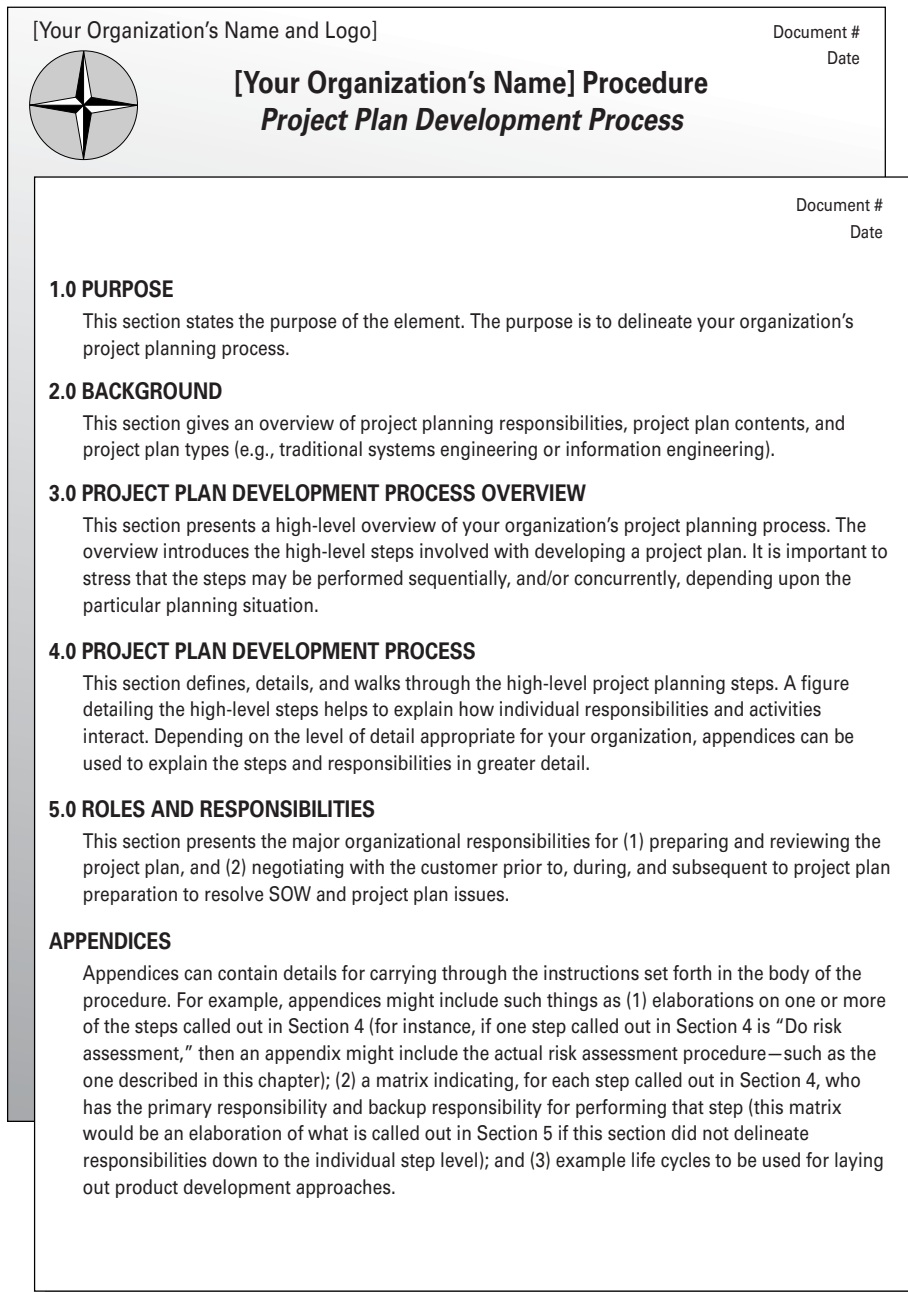 [Your Organization’s Name and Logo]
Document #
Date
[Your Organization’s Name] Procedure
Project Plan Development Process
Document #
Date
1.0 PURPOSE
This section states the purpose of the element. The purpose is to delineate your organization’s
project planning process.
2.0 BACKGROUND
This section gives an overview of project planning responsibilities, project plan contents, and
project plan types (e.g., traditional systems engineering or information engineering).
3.0 PROJECT PLAN DEVELOPMENT PROCESS OVERVIEW
This section presents a high-level overview of your organization’s project planning process. The
overview introduces the high-level steps involved with developing a project plan. It is important to
stress that the steps may be performed sequentially, and/or concurrently, depending upon the
particular planning situation.
4.0 PROJECT PLAN DEVELOPMENT PROCESS
This section defines, details, and walks through the high-level project planning steps. A figure
detailing the high-level steps helps to explain how individual responsibilities and activities
interact. Depending on the level of detail appropriate for your organization, appendices can be
used to explain the steps and responsibilities in greater detail.
5.0 ROLES AND RESPONSIBILITIES
This section presents the major organizational responsibilities for (1) preparing and reviewing the
project plan, and (2) negotiating with the customer prior to, during, and subsequent to project plan
preparation to resolve SOW and project plan issues.
APPENDICES
Appendices can contain details for carrying through the instructions set forth in the body of the
procedure. For example, appendices might include such things as (1) elaborations on one or more
of the steps called out in Section 4 (for instance, if one step called out in Section 4 is “Do risk
assessment,” then an appendix might include the actual risk assessment procedure—such as the
one described in this chapter); (2) a matrix indicating, for each step called out in Section 4, who
has the primary responsibility and backup responsibility for performing that step (this matrix
would be an elaboration of what is called out in Section 5 if this section did not delineate
responsibilities down to the individual step level); and (3) example life cycles to be used for laying
out product development approaches.